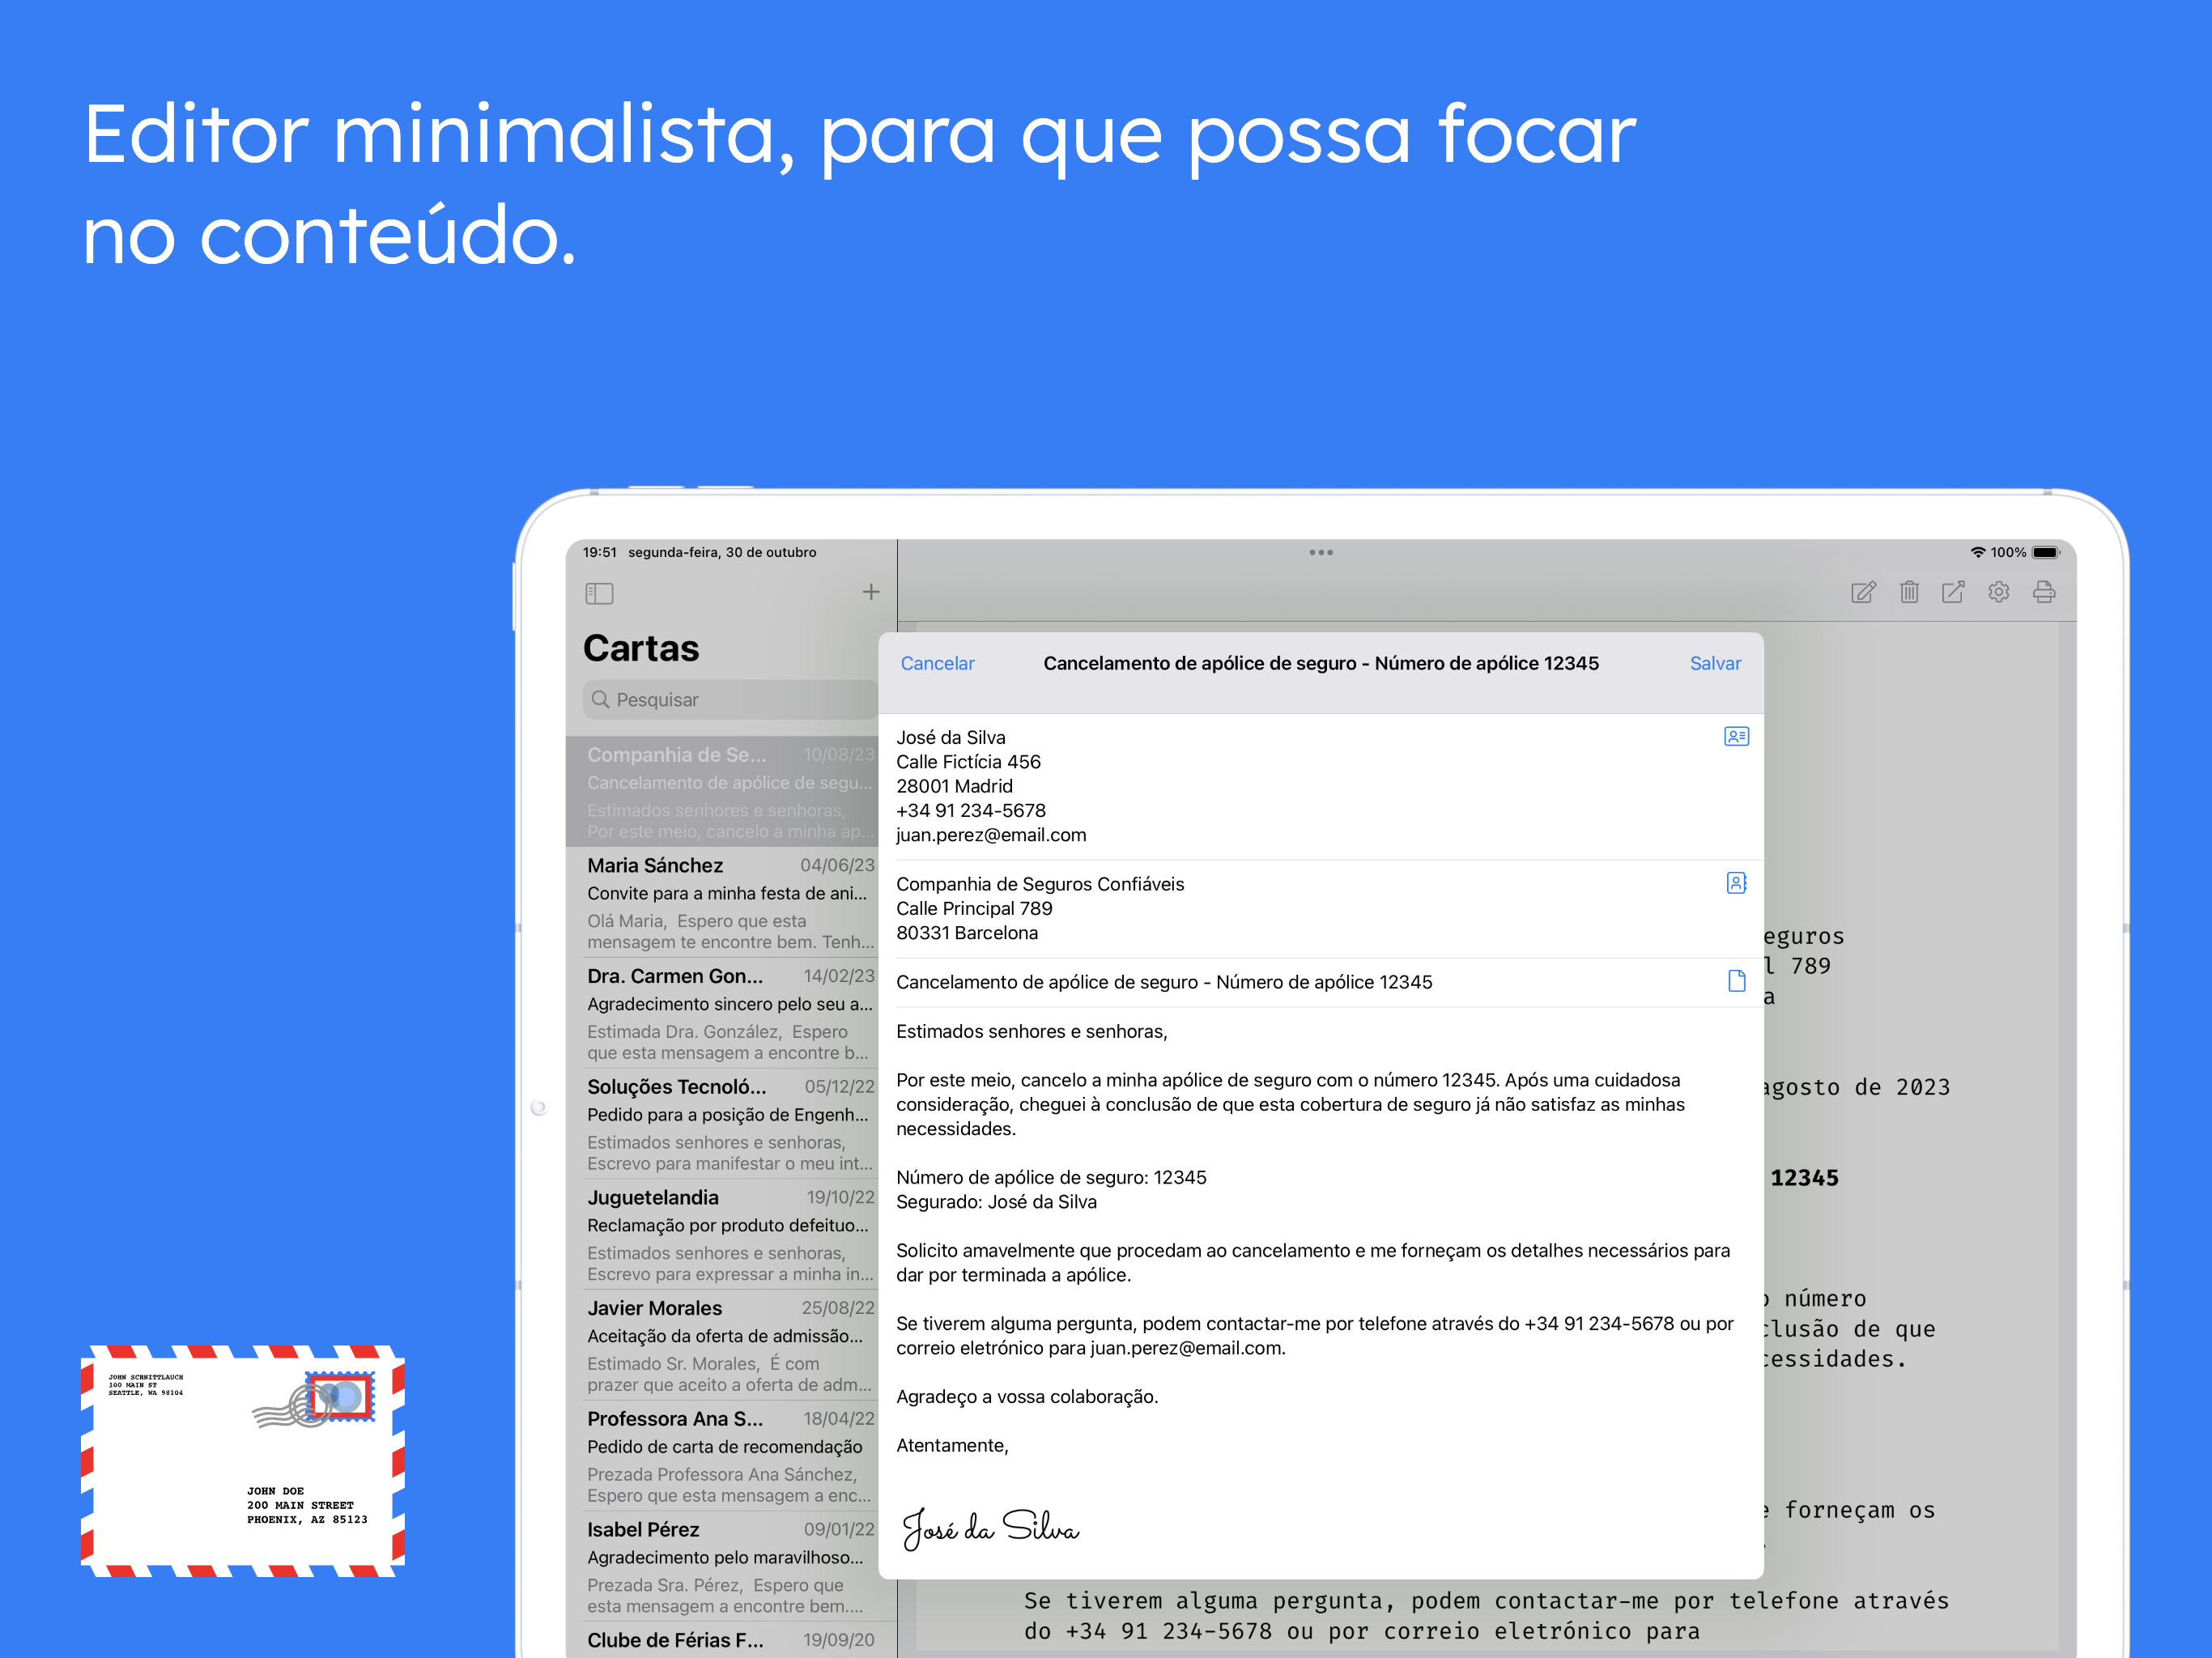 Editor minimalista, para que possa focar
no conteúdo.
19:51 segunda-feira, 30 de outubro
100%
Cartas
Pesquisar
Companhia de Se... 10/08/23
Cancelamento de apólice de segu...
Estimados senhores e senhoras,
Por este meio, cancelo a minha ap...
Maria Sánchez 04/06/23
Convite para a minha festa de ani...
Olá Maria, Espero que esta
mensagem te encontre bem. Tenh...
Dra. Carmen Gon... 14/02/23
Agradecimento sincero pelo seu a...
Estimada Dra. González, Espero
que esta mensagem a encontre b...
Soluções Tecnoló... 05/12/22
Pedido para a posição de Engenh...
Estimados senhores e senhoras,
Escrevo para manifestar o meu int...
Juguetelandia 19/10/22
Reclamação por produto defeituo...
Estimados senhores e senhoras,
Escrevo para expressar a minha in...
Javier Morales 25/08/22
Aceitação da oferta de admissão...
Estimado Sr. Morales, É com
prazer que aceito a oferta de adm...
Professora Ana S... 18/04/22
Pedido de carta de recomendação
Prezada Professora Ana Sánchez,
Espero que esta mensagem a enc...
Isabel Pérez 09/01/22
Agradecimento pelo maravilhoso...
Prezada Sra. Pérez, Espero que
esta mensagem a encontre bem....
Clube de Férias F... 19/09/20
Cancelar Cancelamento de apólice de seguro - Número de apólice 12345 Salvar
José da Silva
Calle Fictícia 456
28001 Madrid
+34 91 234-5678
juan.perez@email.com
Companhia de Seguros Confiáveis
Calle Principal 789
80331 Barcelona
Cancelamento de apólice de seguro - Número de apólice 12345
Estimados senhores e senhoras,
Por este meio, cancelo a minha apólice de seguro com o número 12345. Após uma cuidadosa
consideração, cheguei à conclusão de que esta cobertura de seguro já não satisfaz as minhas
necessidades.
Número de apólice de seguro: 12345
Segurado: José da Silva
Solicito amavelmente que procedam ao cancelamento e me forneçam os detalhes necessários para
dar por terminada a apólice.
Se tiverem alguma pergunta, podem contactar-me por telefone através do +34 91 234-5678 ou por
correio eletrónico para juan.perez@email.com.
Agradeço a vossa colaboração.
Atentamente,
José da Silva
eguros
l 789
a
agosto de 2023
12345
o número
clusão de que
cessidades.
e forneçam os
Se tiverem alguma pergunta, podem contactar-me por telefone através
do +34 91 234-5678 ou por correio eletrónico para
JOHN SCHNITTLAUCH
100 MAIN ST
SEATTLE, WA 98104
JOHN DOE
200 MAIN STREET
PHOENIX, AZ 85123